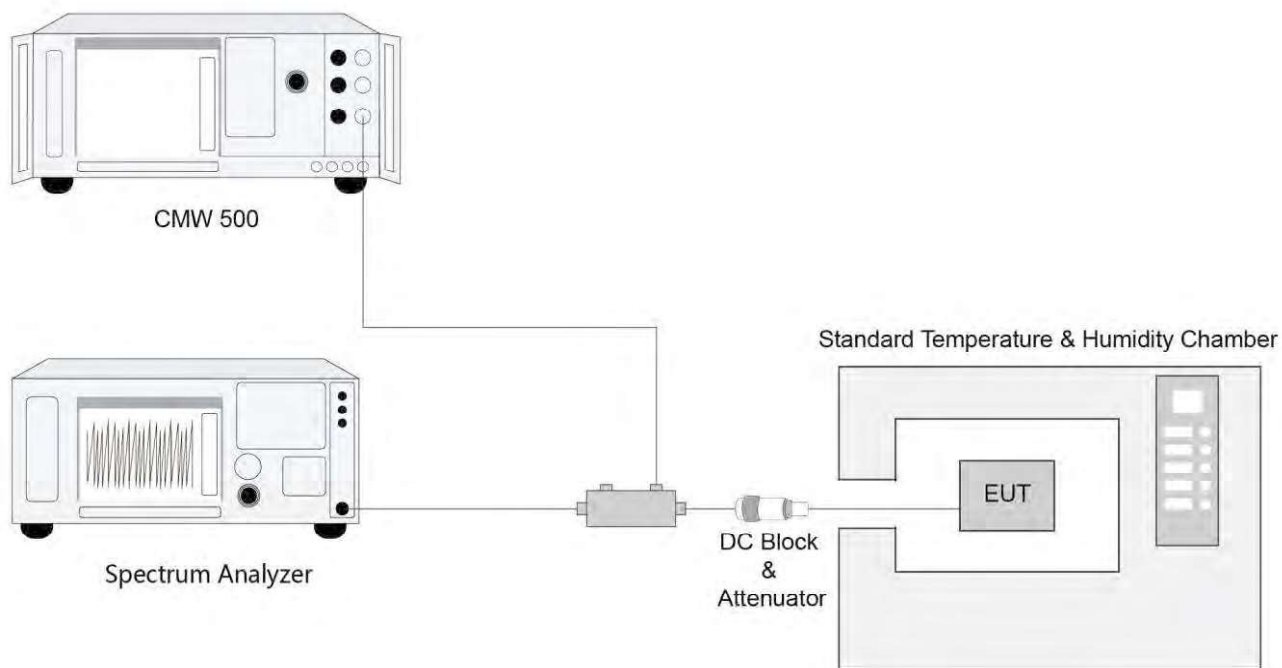 CMW 500
Standard Temperature & Humidity Chamber
EUT
DC Block
&
Attenuator
Spectrum Analyzer